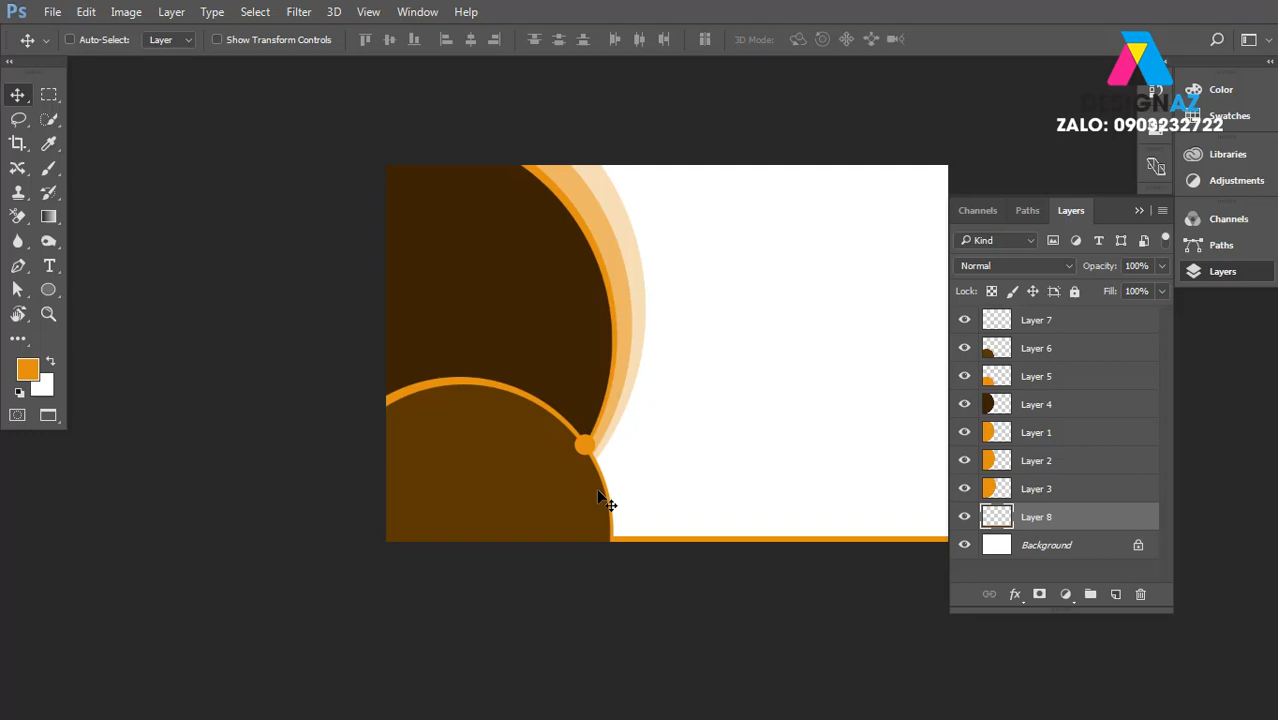 Ps File Edit Image Layer Type Select Filter 3D View Window Help
Auto-Select: Layer Show Transform Controls 3D Mode:
DESIGNAZ
ZALO: 0903232722
Color
Swatches
Libraries
Adjustments
Channels
Paths
Layers
Channels Paths Layers
Kind
Normal Opacity: 100%
Lock: Fill: 100%
Layer 7
Layer 6
Layer 5
Layer 4
Layer 1
Layer 2
Layer 3
Layer 8
Background
fx